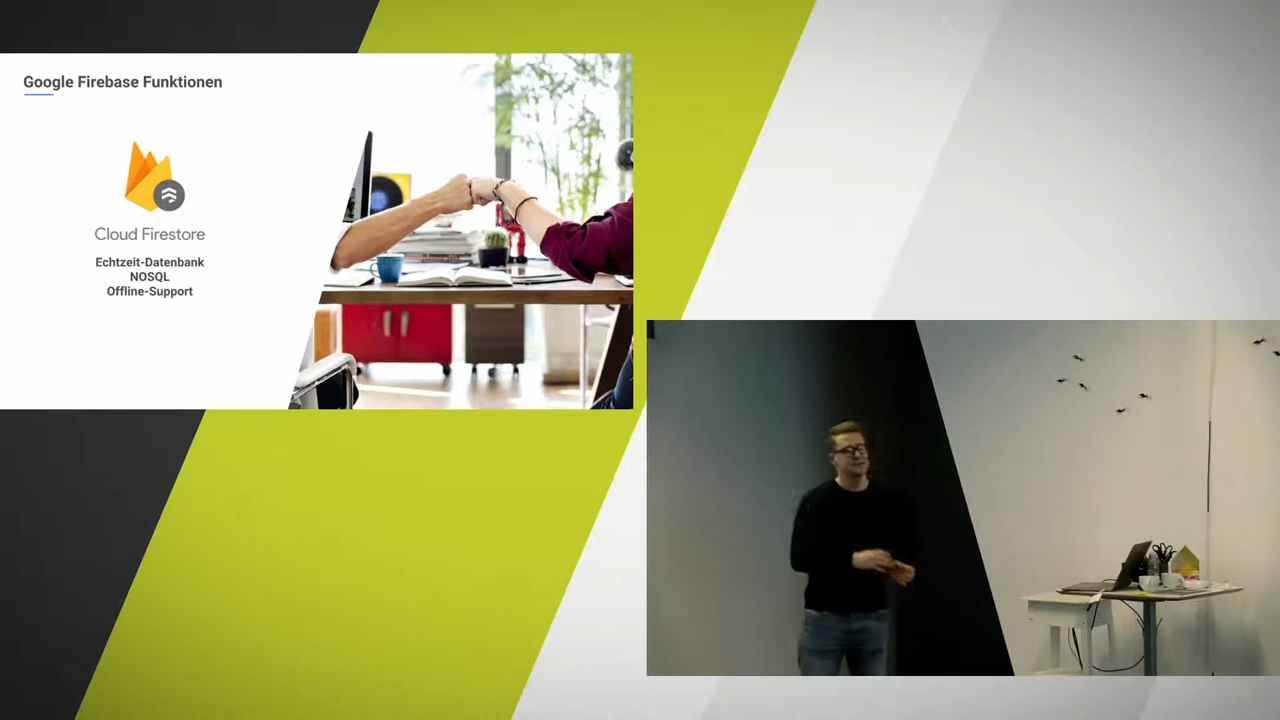 Google Firebase Funktionen
Cloud Firestore
Echtzeit-Datenbank
NOSQL
Offline-Support